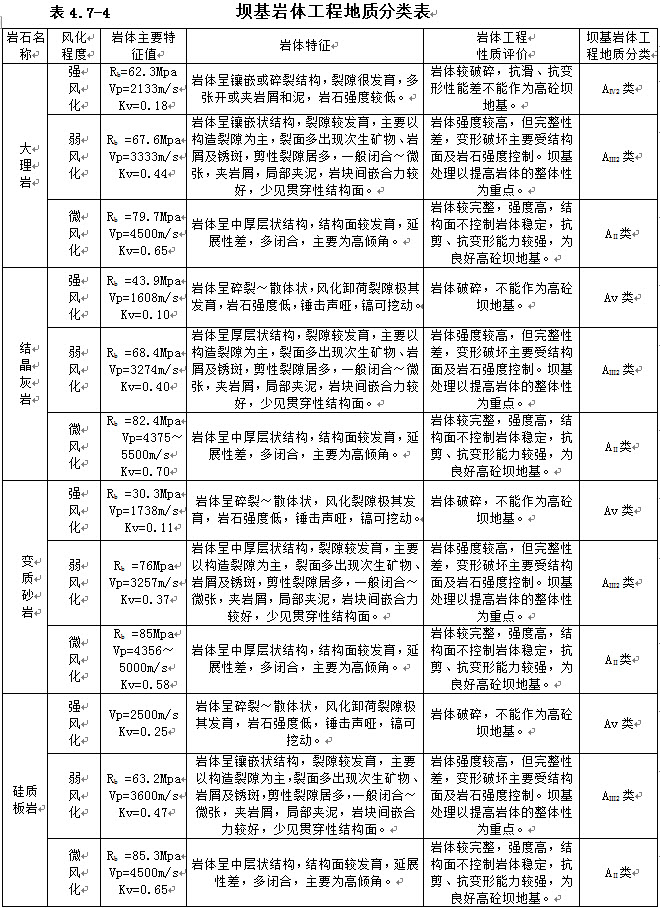 表 4.7-4 坝基岩体工程地质分类表
岩石名
称
风化
程度
岩体主要特
征值
岩体特征
岩体工程
性质评价
坝基岩体工
程地质分类
大
理
岩
强
风
化
Rb=62.3Mpa
Vp=2133m/s
Kv=0.18
岩体呈镶嵌或碎裂结构，裂隙很发育，多
张开或夹岩屑和泥，岩石强度较低。
岩体较破碎，抗滑、抗变
形性能差不能作为高砼坝
地基。
AIV2 类
弱
风
化
Rb =67.6Mpa
Vp=3333m/s
Kv=0.44
岩体呈镶嵌状结构，裂隙较发育，主要以
构造裂隙为主，裂面多出现次生矿物、岩
屑及锈斑，剪性裂隙居多，一般闭合～微
张，夹岩屑，局部夹泥，岩块间嵌合力较
好，少见贯穿性结构面。
岩体强度较高，但完整性
差，变形破坏主要受结构
面及岩石强度控制。坝基
处理以提高岩体的整体性
为重点。
AIII2 类
微
风
化
Rb =79.7Mpa
Vp=4500m/s
Kv=0.65
岩体呈中厚层状结构，结构面较发育，延
展性差，多闭合，主要为高倾角。
岩体较完整，强度高，结
构面不控制岩体稳定，抗
剪、抗变形能力较强，为
良好高砼坝地基。
AII类
结
晶
灰
岩
强
风
化
Rb =43.9Mpa
Vp=1608m/s
Kv=0.10
岩体呈碎裂～散体状，风化卸荷裂隙极其
发育，岩石强度低，锤击声哑，镐可挖动。
岩体破碎，不能作为高砼
坝地基。
Av 类
弱
风
化
Rb =68.4Mpa
Vp=3274m/s
Kv=0.40
岩体呈厚层状结构，裂隙较发育，主要以
构造裂隙为主，裂面多出现次生矿物、岩
屑及锈斑，剪性裂隙居多，一般闭合～微
张，夹岩屑，局部夹泥，岩块间嵌合力较
好，少见贯穿性结构面。
岩体强度较高，但完整性
差，变形破坏主要受结构
面及岩石强度控制。坝基
处理以提高岩体的整体性
为重点。
AIII2 类
微
风
化
Rb =82.4Mpa
Vp=4375～
5500m/s
Kv=0.70
岩体呈中厚层状结构，结构面较发育，延
展性差，多闭合，主要为高倾角。
岩体较完整，强度高，结
构面不控制岩体稳定，抗
剪、抗变形能力较强，为
良好高砼坝地基。
AII类
变
质
砂
岩
强
风
化
Rb =30.3Mpa
Vp=1738m/s
Kv=0.11
岩体呈碎裂～散体状，风化裂隙极其发
育，岩石强度低，锤击声哑，镐可挖动。
岩体破碎，不能作为高砼
坝地基。
Av 类
弱
风
化
Rb =76Mpa
Vp=3257m/s
Kv=0.37
岩体呈中厚层状结构，裂隙较发育，主要
以构造裂隙为主，裂面多出现次生矿物、
岩屑及锈斑，剪性裂隙居多，一般闭合～
微张，夹岩屑，局部夹泥，岩块间嵌合力
较好，少见贯穿性结构面。
岩体强度较高，但完整性
差，变形破坏主要受结构
面及岩石强度控制。坝基
处理以提高岩体的整体性
为重点。
AIII2 类
微
风
化
Rb =85Mpa
Vp=4356～
5000m/s
Kv=0.58
岩体呈中厚层状结构，结构面较发育，延
展性差，多闭合，主要为高倾角。
岩体较完整，强度高，结
构面不控制岩体稳定，抗
剪、抗变形能力较强，为
良好高砼坝地基。
AII类
硅质
板岩
强
风
化
Vp=2500m/s
Kv=0.25
岩体呈碎裂～散体状，风化卸荷裂隙极
其发育，岩石强度低，锤击声哑，镐可
挖动。
岩体破碎，不能作为高砼
坝地基。
Av 类
弱
风
化
Rb =63.2Mpa
Vp=3600m/s
Kv=0.47
岩体呈镶嵌状结构，裂隙较发育，主要
以构造裂隙为主，裂面多出现次生矿物、
岩屑及锈斑，剪性裂隙居多，一般闭合～
微张，夹岩屑，局部夹泥，岩块间嵌合
力较好，少见贯穿性结构面。
岩体强度较高，但完整性
差，变形破坏主要受结构
面及岩石强度控制。坝基
处理以提高岩体的整体性
为重点。
AIII2 类
微
风
化
Rb =85.3Mpa
Vp=4500m/s
Kv=0.65
岩体呈中层状结构，结构面较发育，延展
性差，多闭合，主要为高倾角。
岩体较完整，强度高，结
构面不控制岩体稳定，抗
剪、抗变形能力较强，为
良好高砼坝地基。
AII类